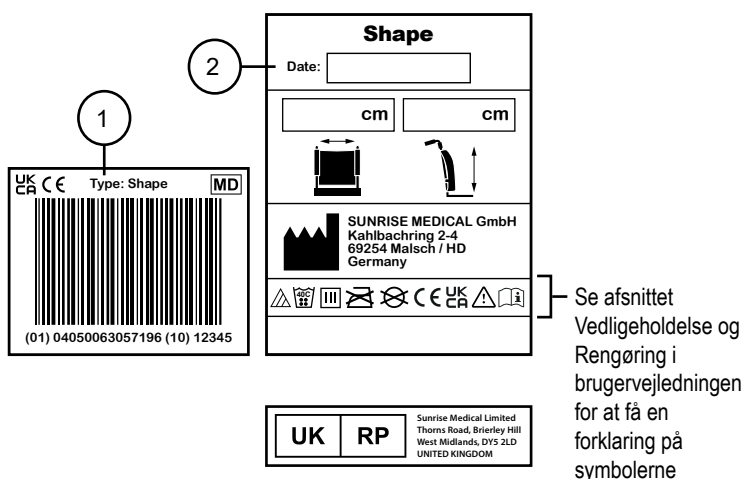 2
Shape
Date:
1
cm
cm
UK CA CE Type: Shape MD
SUNRISE MEDICAL GmbH
Kahlbachring 2-4
69254 Malsch / HD
Germany
40C CE UK CA
(01) 04050063057196 (10) 12345
Se afsnittet
Vedligeholdelse og
Rengøring i
brugervejledningen
for at få en
forklaring på
symbolerne
UK RP
Sunrise Medical Limited
Thorns Road, Brierley Hill
West Midlands, DY5 2LD
UNITED KINGDOM